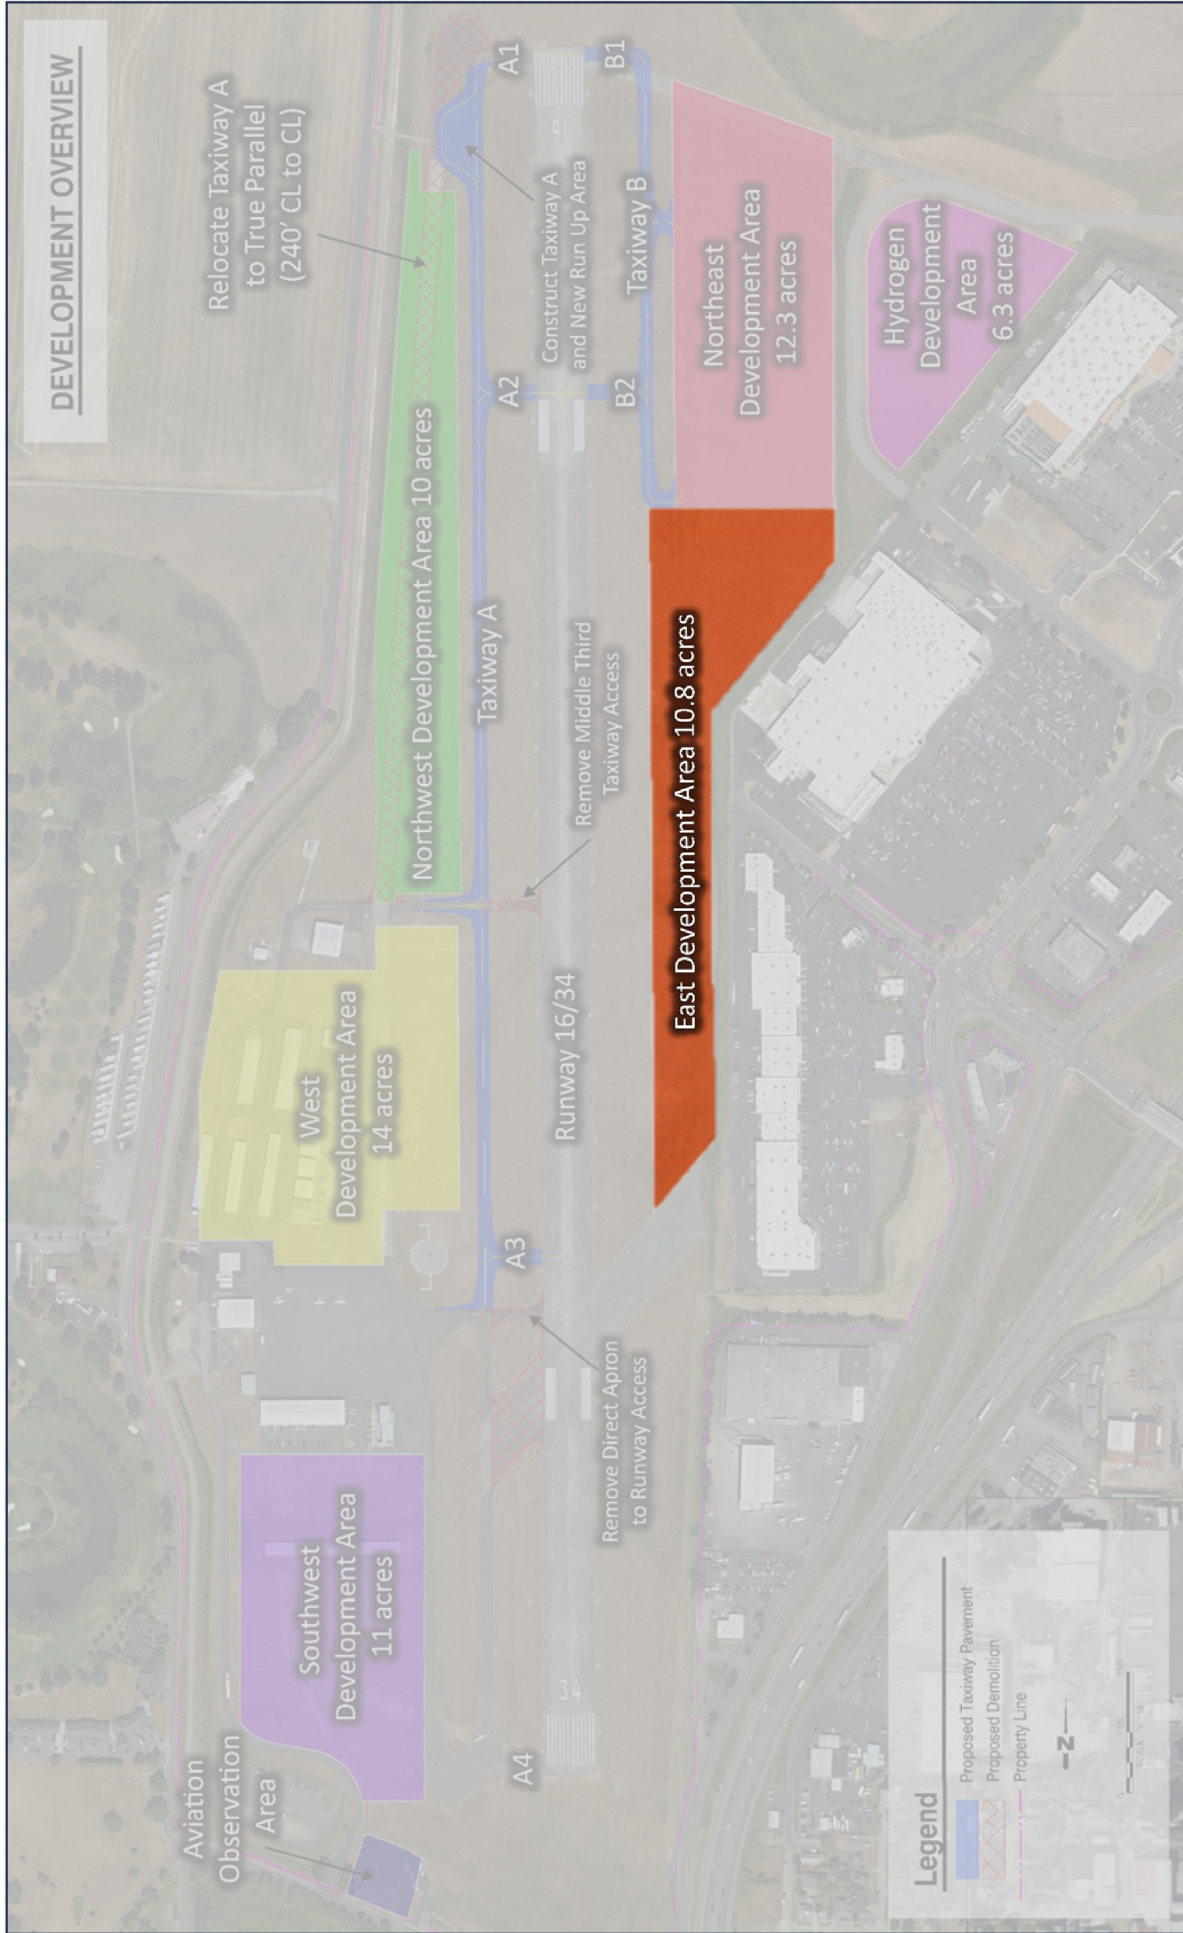 DEVELOPMENT OVERVIEW
Relocate Taxiway A
to True Parallel
(240' CL to CL)
Northwest Development Area 10 acres
West
Development Area
14 acres
Southwest
Development Area
11 acres
Aviation
Observation
Area
A1
A2
Taxiway A
A3
A4
Construct Taxiway A
and New Run Up Area
Remove Middle Third
Taxiway Access
Runway 16/34
Remove Direct Apron
to Runway Access
34
B1
B2
Taxiway B
Northeast
Development Area
12.3 acres
Hydrogen
Development
Area
6.3 acres
East Development Area 10.8 acres
Legend
Proposed Taxiway Pavement
Proposed Demolition
Property Line
N
0